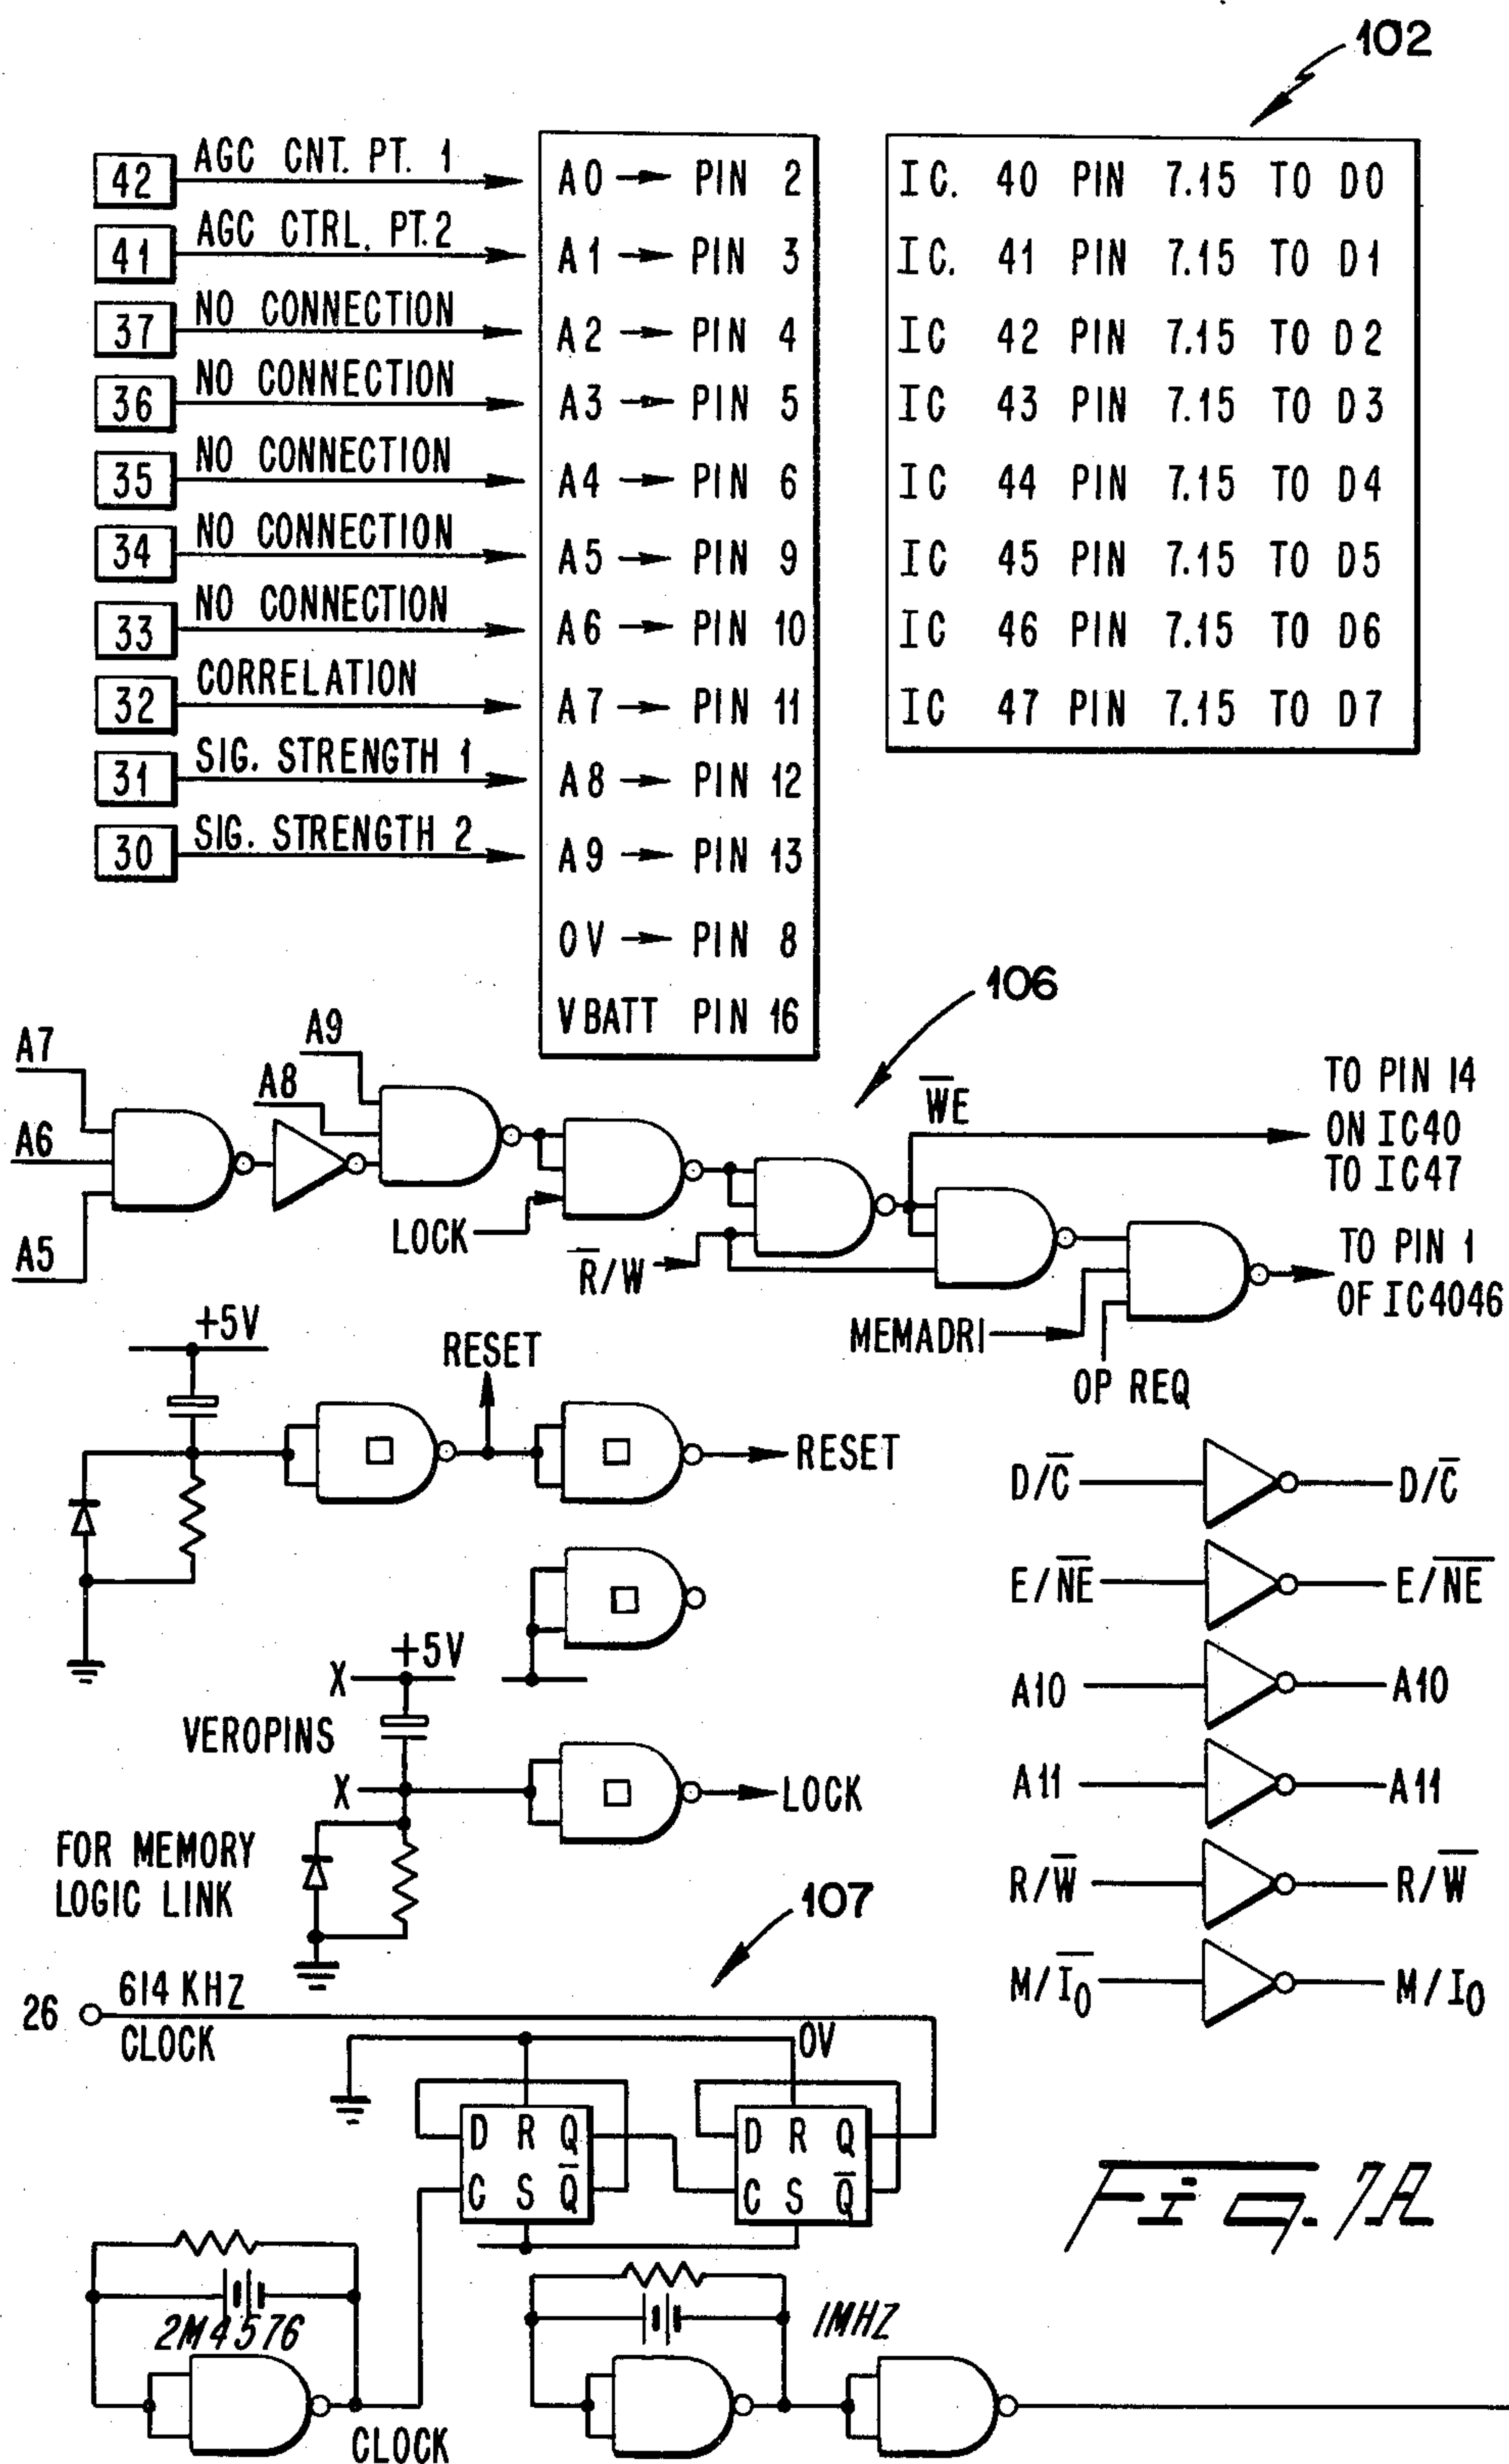 102
42 AGC CNT. PT. 1 A0 → PIN 2 IC. 40 PIN 7.15 TO D0
41 AGC CTRL. PT.2 A1 → PIN 3 IC. 41 PIN 7.15 TO D1
37 NO CONNECTION A2 → PIN 4 IC 42 PIN 7.15 TO D2
36 NO CONNECTION A3 → PIN 5 IC 43 PIN 7.15 TO D3
35 NO CONNECTION A4 → PIN 6 IC 44 PIN 7.15 TO D4
34 NO CONNECTION A5 → PIN 9 IC 45 PIN 7.15 TO D5
33 NO CONNECTION A6 → PIN 10 IC 46 PIN 7.15 TO D6
32 CORRELATION A7 → PIN 11 IC 47 PIN 7.15 TO D7
31 SIG. STRENGTH 1 A8 → PIN 12
30 SIG. STRENGTH 2 A9 → PIN 13
0V → PIN 8
VBATT PIN 16
106
A7
A9
A8
A6
A5
LOCK
R̅/W
W̅E
TO PIN 14
ON IC40
TO IC47
TO PIN 1
OF IC4046
MEMADRI
OP REQ
+5V
RESET
RESET
D/C̅ D/C̅
E/N̅E̅ E/N̅E̅
A10 A10
A11 A11
R/W̅ R/W̅
M/I̅0̅ M/I0
+5V
X
VEROPINS
X
LOCK
FOR MEMORY
LOGIC LINK
107
26 614 KHZ
CLOCK
0V
D R Q
C S Q̅
D R Q
C S Q̅
2M4576
CLOCK
1MHZ
Fig. 7A